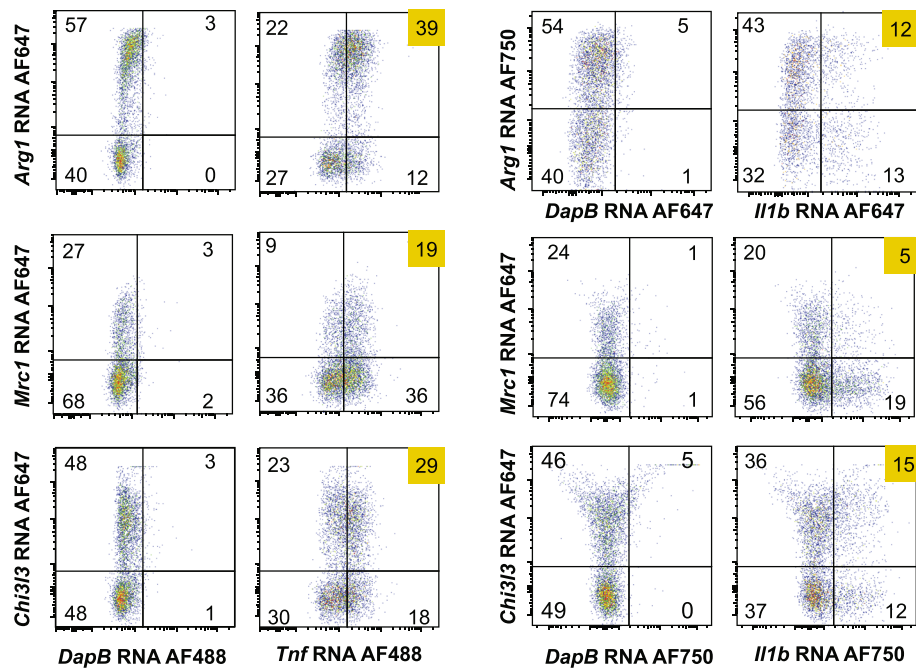 57 3 22 39 54 5 43 12
Arg1 RNA AF647
Arg1 RNA AF750
40 0 27 12 40 1 32 13
DapB RNA AF647 Il1b RNA AF647
27 3 9 19 24 1 20 5
Mrc1 RNA AF647
Mrc1 RNA AF647
68 2 36 36 74 1 56 19
48 3 23 29 46 5 36 15
Chi3l3 RNA AF647
Chi3l3 RNA AF647
48 1 30 18 49 0 37 12
DapB RNA AF488 Tnf RNA AF488 DapB RNA AF750 Il1b RNA AF750